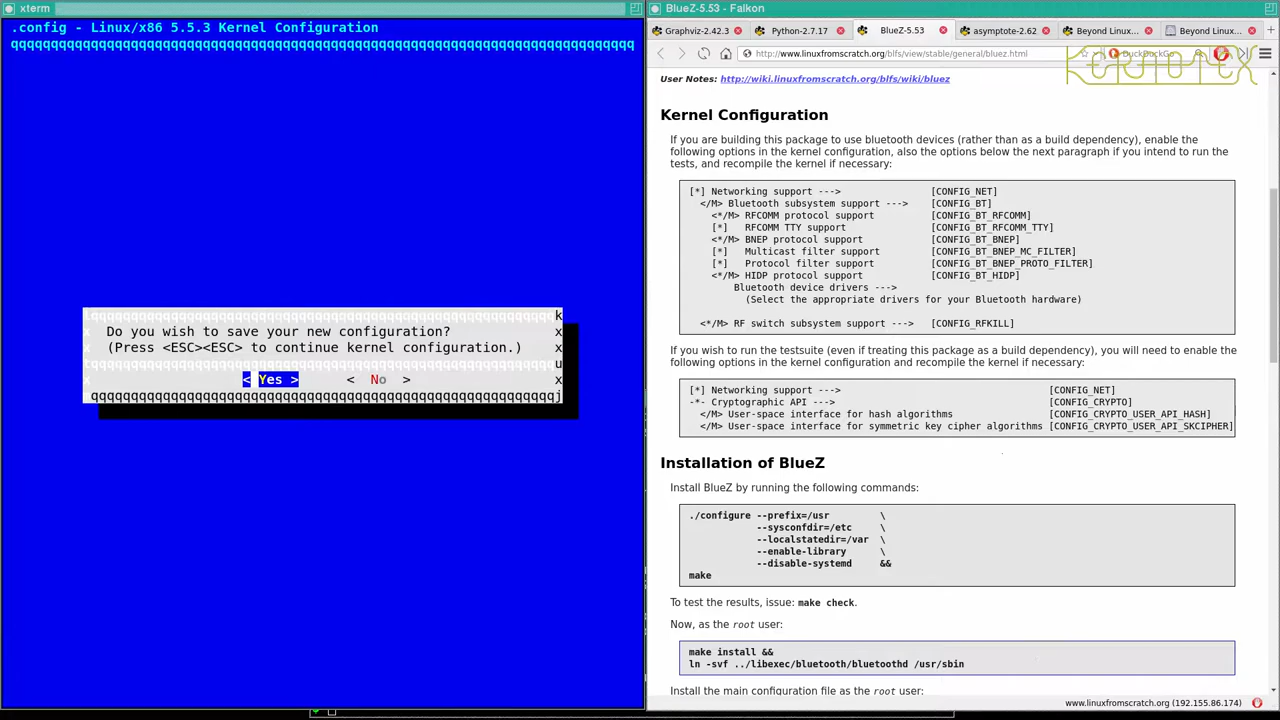 xterm
.config - Linux/x86 5.5.3 Kernel Configuration
qqqqqqqqqqqqqqqqqqqqqqqqqqqqqqqqqqqqqqqqqqqqqqqqqqqqqqqqqqqqqqqqqqqqqqqqqqqqqq
lqqqqqqqqqqqqqqqqqqqqqqqqqqqqqqqqqqqqqqqqqqqqqqqqqqqqqqqqqqk
x Do you wish to save your new configuration? x
x (Press <ESC><ESC> to continue kernel configuration.) x
tqqqqqqqqqqqqqqqqqqqqqqqqqqqqqqqqqqqqqqqqqqqqqqqqqqqqqqqqqqu
x < Yes > < No > x
qqqqqqqqqqqqqqqqqqqqqqqqqqqqqqqqqqqqqqqqqqqqqqqqqqqqqqqqqqj
BlueZ-5.53 - Falkon
Graphviz-2.42.3
Python-2.7.17
BlueZ-5.53
asymptote-2.62
Beyond Linux...
Beyond Linux...
http://www.linuxfromscratch.org/blfs/view/stable/general/bluez.html
DuckDuckGo
User Notes: http://wiki.linuxfromscratch.org/blfs/wiki/bluez
Kernel Configuration
If you are building this package to use bluetooth devices (rather than as a build dependency), enable the
following options in the kernel configuration, also the options below the next paragraph if you intend to run the
tests, and recompile the kernel if necessary:
[*] Networking support ---> [CONFIG_NET]
</M> Bluetooth subsystem support ---> [CONFIG_BT]
<*/M> RFCOMM protocol support [CONFIG_BT_RFCOMM]
[*] RFCOMM TTY support [CONFIG_BT_RFCOMM_TTY]
<*/M> BNEP protocol support [CONFIG_BT_BNEP]
[*] Multicast filter support [CONFIG_BT_BNEP_MC_FILTER]
[*] Protocol filter support [CONFIG_BT_BNEP_PROTO_FILTER]
<*/M> HIDP protocol support [CONFIG_BT_HIDP]
Bluetooth device drivers --->
(Select the appropriate drivers for your Bluetooth hardware)
<*/M> RF switch subsystem support [CONFIG_RFKILL]
If you wish to run the testsuite (even if treating this package as a build dependency), you will need to enable the
following options in the kernel configuration and recompile the kernel if necessary:
[*] Networking support ---> [CONFIG_NET]
-*- Cryptographic API ---> [CONFIG_CRYPTO]
</M> User-space interface for hash algorithms [CONFIG_CRYPTO_USER_API_HASH]
</M> User-space interface for symmetric key cipher algorithms [CONFIG_CRYPTO_USER_API_SKCIPHER]
Installation of BlueZ
Install BlueZ by running the following commands:
./configure --prefix=/usr \
--sysconfdir=/etc \
--localstatedir=/var \
--enable-library \
--disable-systemd &&
make
To test the results, issue: make check.
Now, as the root user:
make install &&
ln -svf ../libexec/bluetooth/bluetoothd /usr/sbin
Install the main configuration file as the root user:
www.linuxfromscratch.org (192.155.86.174)